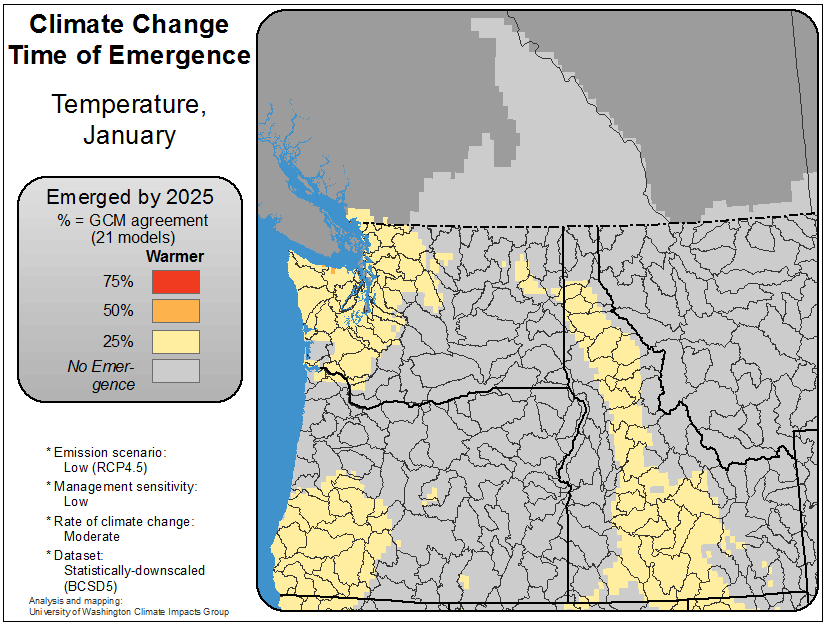 Climate Change
Time of Emergence
Temperature,
January
Emerged by 2025
% = GCM agreement
(21 models)
Warmer
75%
50%
25%
No Emer-
gence
* Emission scenario:
Low (RCP4.5)
* Management sensitivity:
Low
* Rate of climate change:
Moderate
* Dataset:
Statistically-downscaled
(BCSD5)
Analysis and mapping:
University of Washington Climate Impacts Group